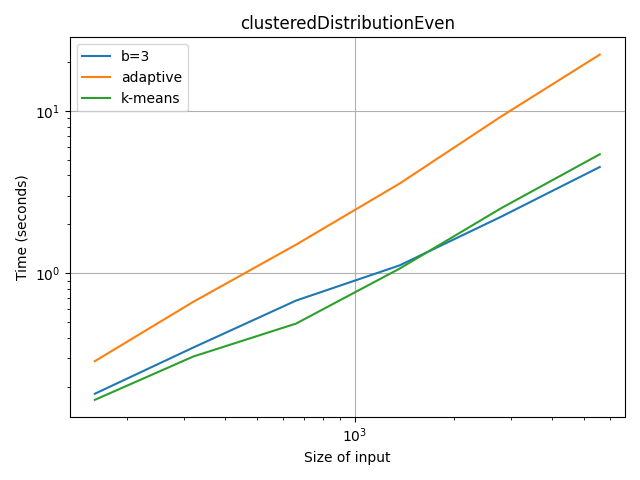 clusteredDistributionEven
b=3
adaptive
k-means
10¹
10⁰
Time (seconds)
10³
Size of input